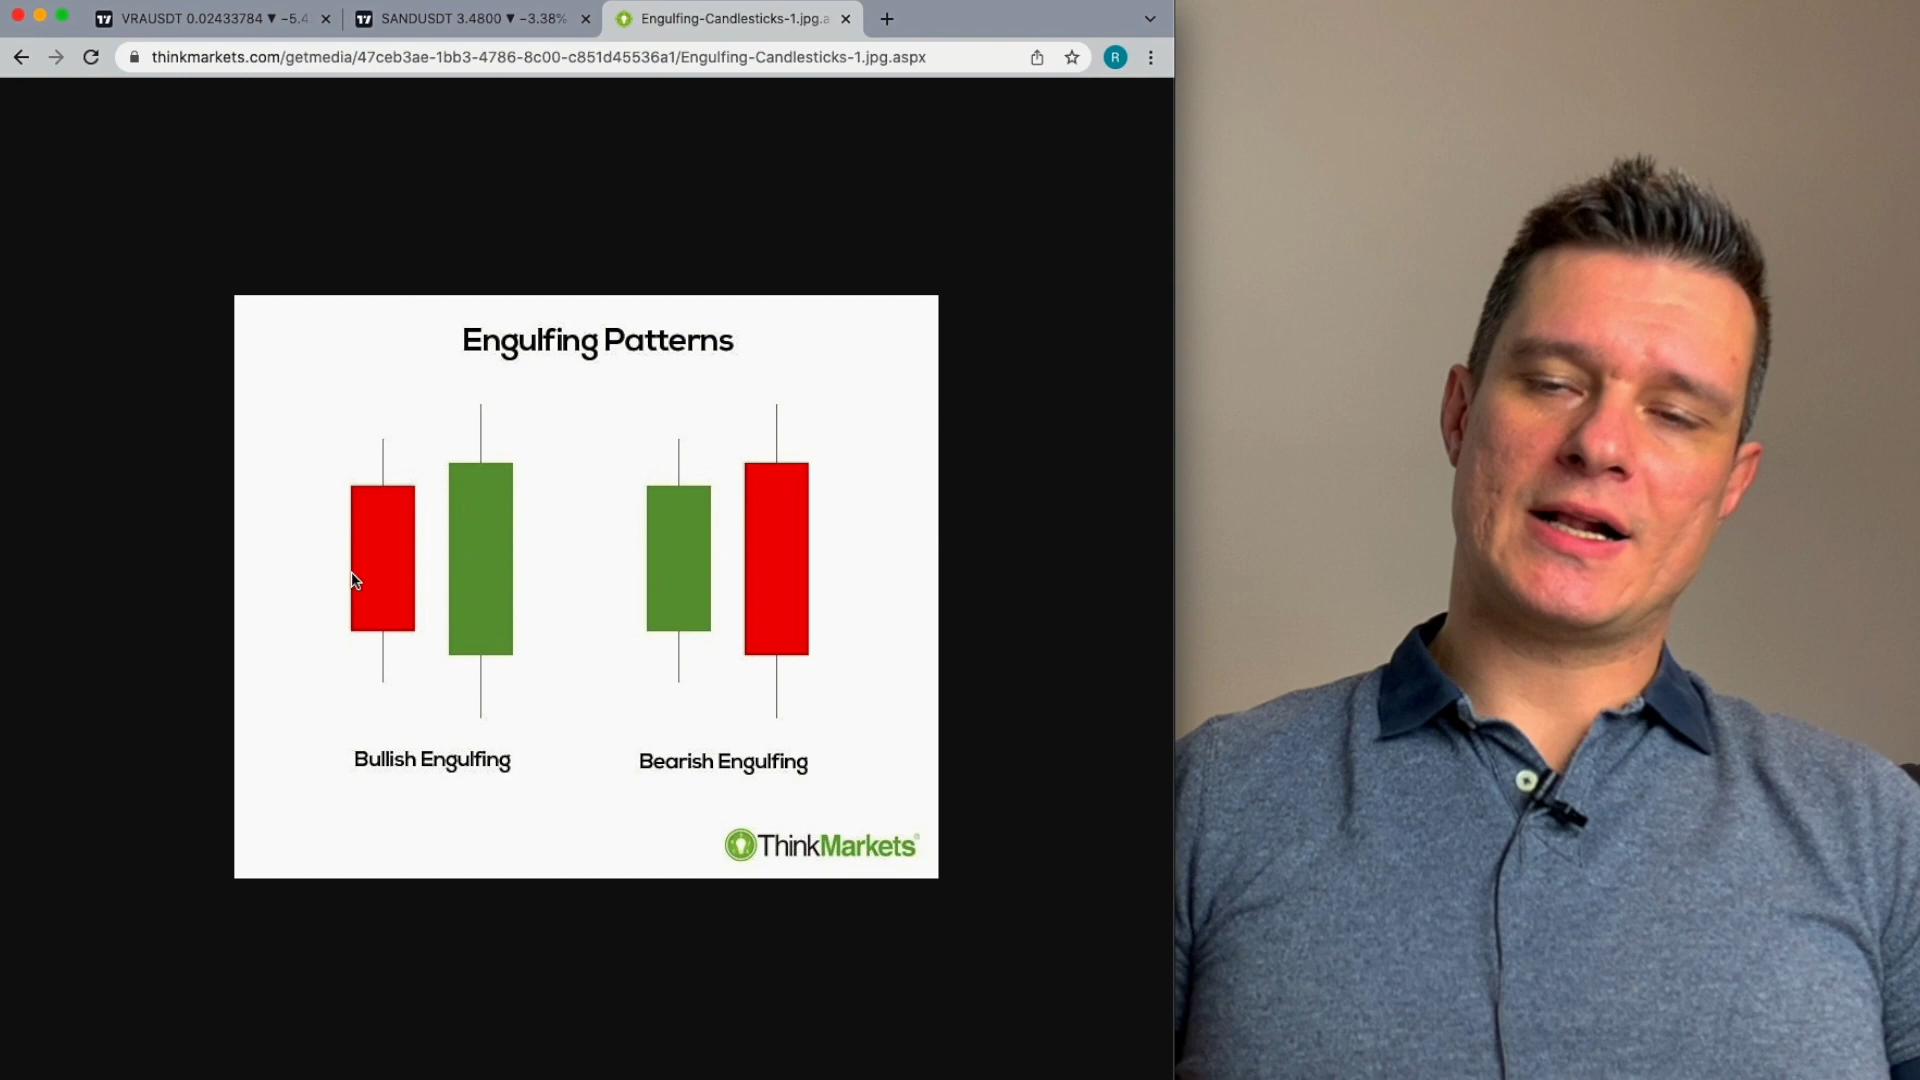 VRAUSDT 0.02433784 ▼ −5.4
SANDUSDT 3.4800 ▼ −3.38%
Engulfing-Candlesticks-1.jpg.a
thinkmarkets.com/getmedia/47ceb3ae-1bb3-4786-8c00-c851d45536a1/Engulfing-Candlesticks-1.jpg.aspx
R
Engulfing Patterns
Bullish Engulfing
Bearish Engulfing
ThinkMarkets